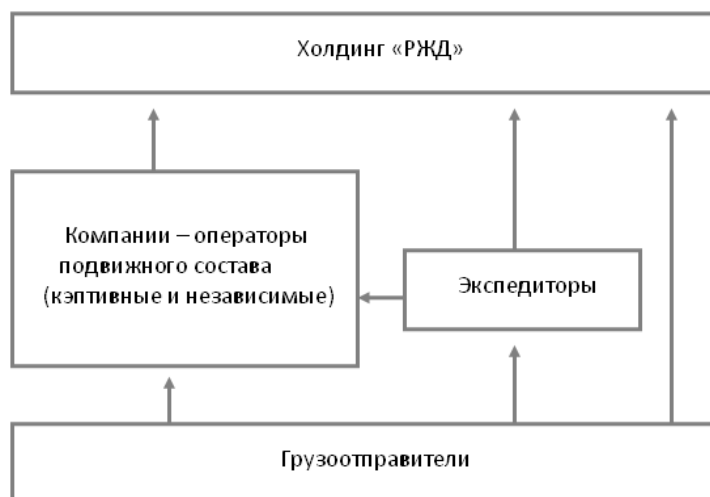 Холдинг «РЖД»
Компании – операторы
подвижного состава
(кэптивные и независимые)
Экспедиторы
Грузоотправители